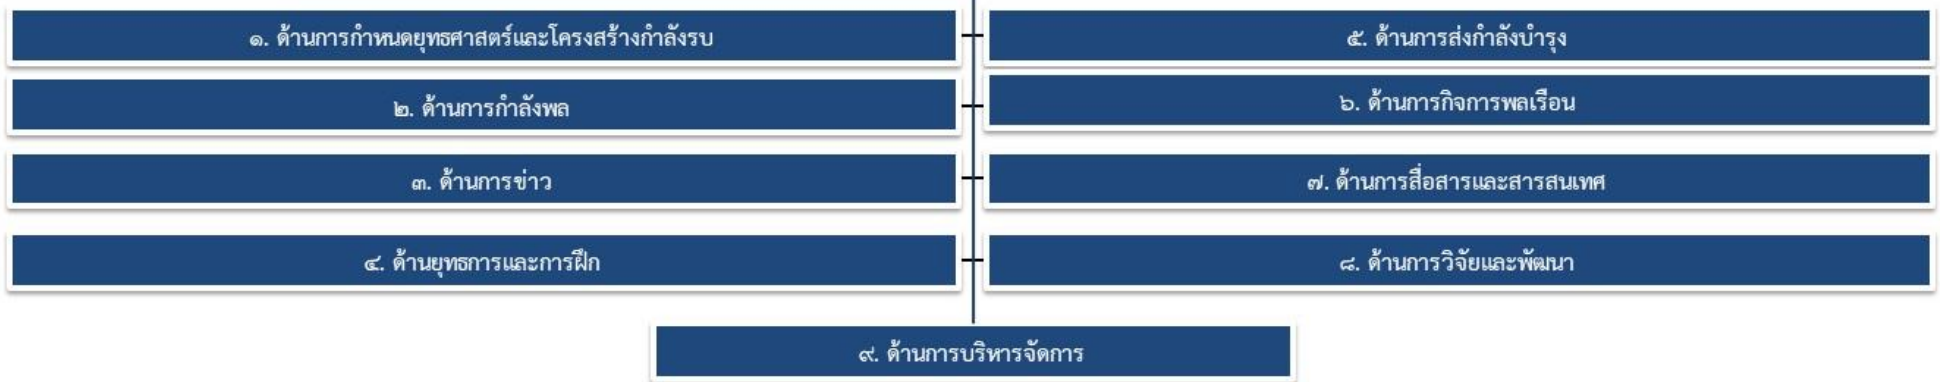 ๑. ด้านการกำหนดยุทธศาสตร์และโครงสร้างกำลังรบ
๒. ด้านการกำลังพล
๓. ด้านการข่าว
๔. ด้านยุทธการและการฝึก
๕. ด้านการส่งกำลังบำรุง
๖. ด้านการกิจการพลเรือน
๗. ด้านการสื่อสารและสารสนเทศ
๘. ด้านการวิจัยและพัฒนา
๙. ด้านการบริหารจัดการ